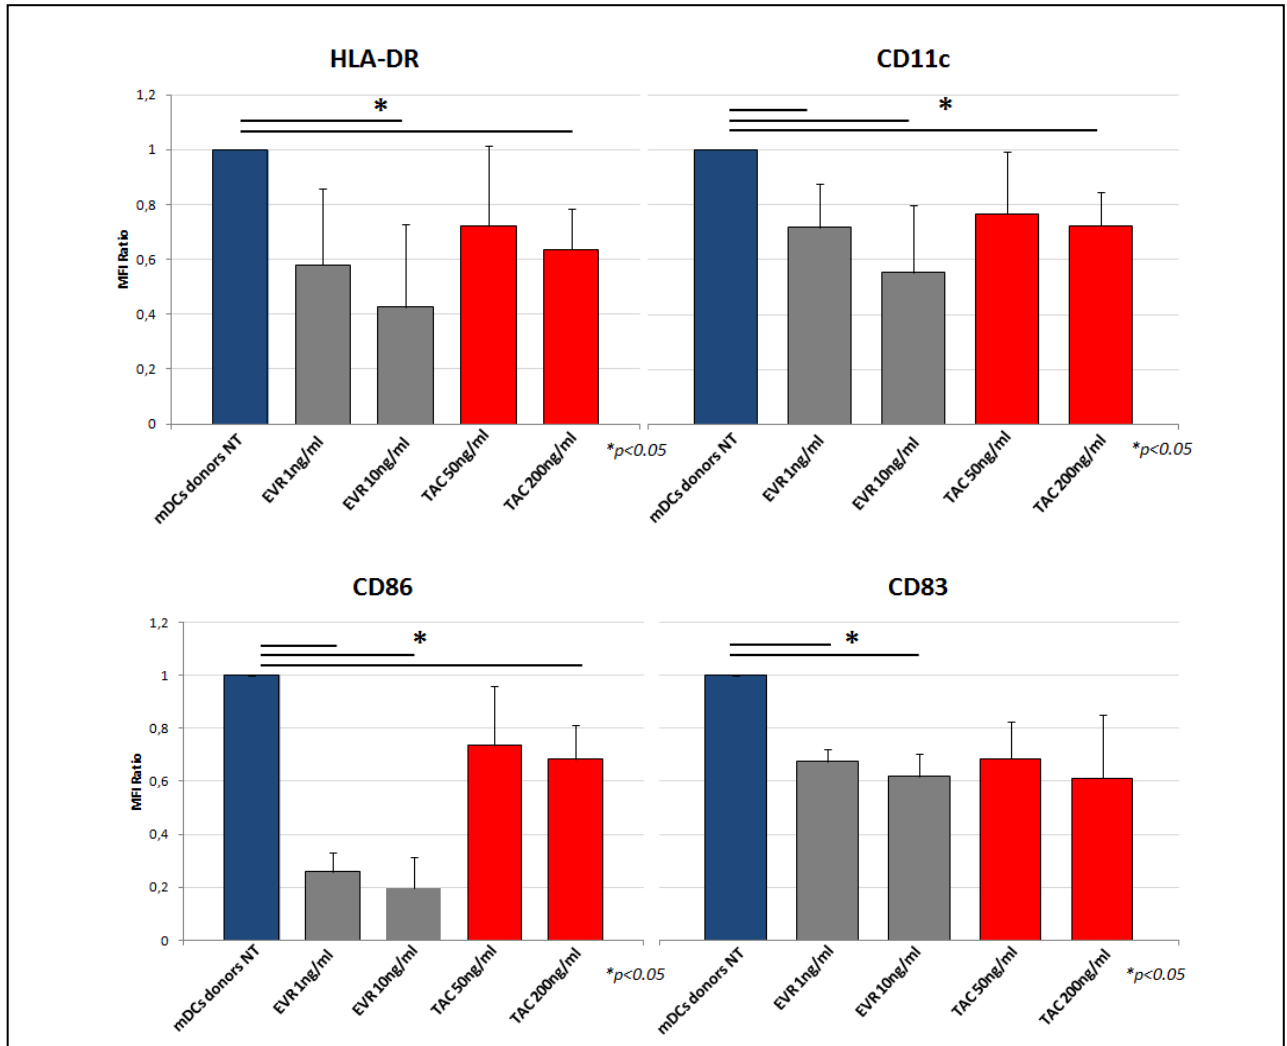 HLA-DR
CD11c
1,2
1
0,8
0,6
0,4
0,2
0
MFI Ratio
*
*
mDCs donors NT
EVR 1ng/ml
EVR 10ng/ml
TAC 50ng/ml
TAC 200ng/ml
*p<0.05
mDCs donors NT
EVR 1ng/ml
EVR 10ng/ml
TAC 50ng/ml
TAC 200ng/ml
*p<0.05
CD86
CD83
1,2
1
0,8
0,6
0,4
0,2
0
MFI Ratio
*
*
mDCs donors NT
EVR 1ng/ml
EVR 10ng/ml
TAC 50ng/ml
TAC 200ng/ml
*p<0.05
mDCs donors NT
EVR 1ng/ml
EVR 10ng/ml
TAC 50ng/ml
TAC 200ng/ml
*p<0.05